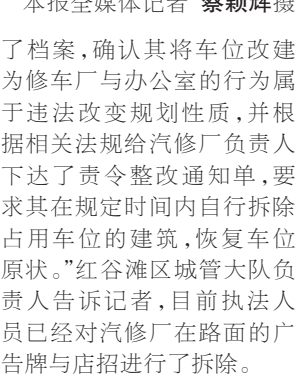 本报全媒体记者 蔡颖辉摄
了档案,确认其将车位改建
为修车厂与办公室的行为属
于违法改变规划性质,并根
据相关法规给汽修厂负责人
下达了责令整改通知单,要
求其在规定时间内自行拆除
占用车位的建筑,恢复车位
原状。”红谷滩区城管大队负
责人告诉记者,目前执法人
员已经对汽修厂在路面的广
告牌与店招进行了拆除。